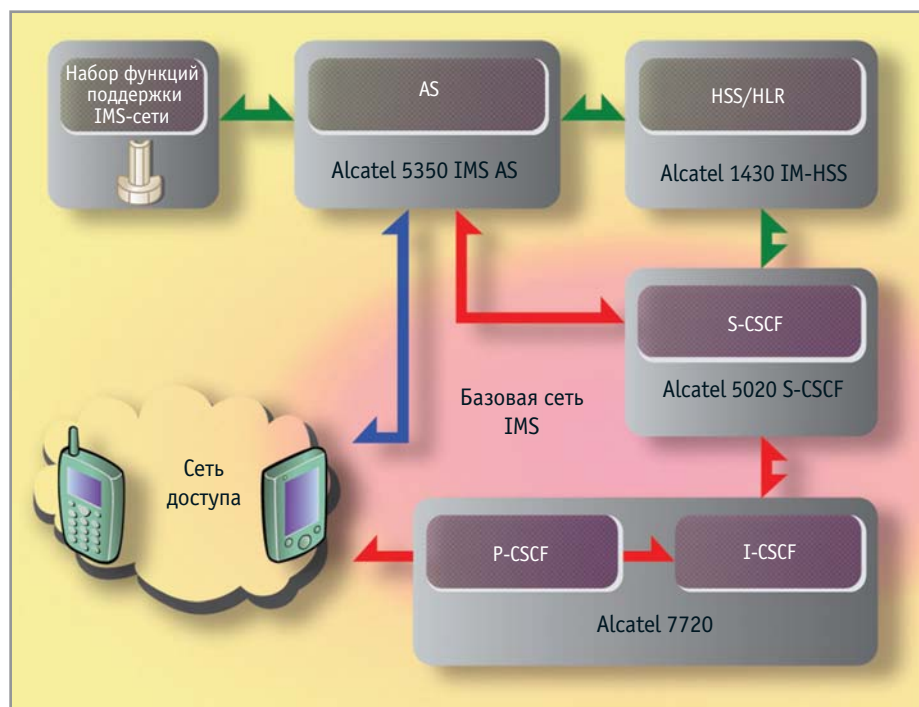 Набор функций
поддержки
IMS-сети
AS
Alcatel 5350 IMS AS
HSS/HLR
Alcatel 1430 IM-HSS
S-CSCF
Alcatel 5020 S-CSCF
Базовая сеть
IMS
Сеть
доступа
P-CSCF
I-CSCF
Alcatel 7720